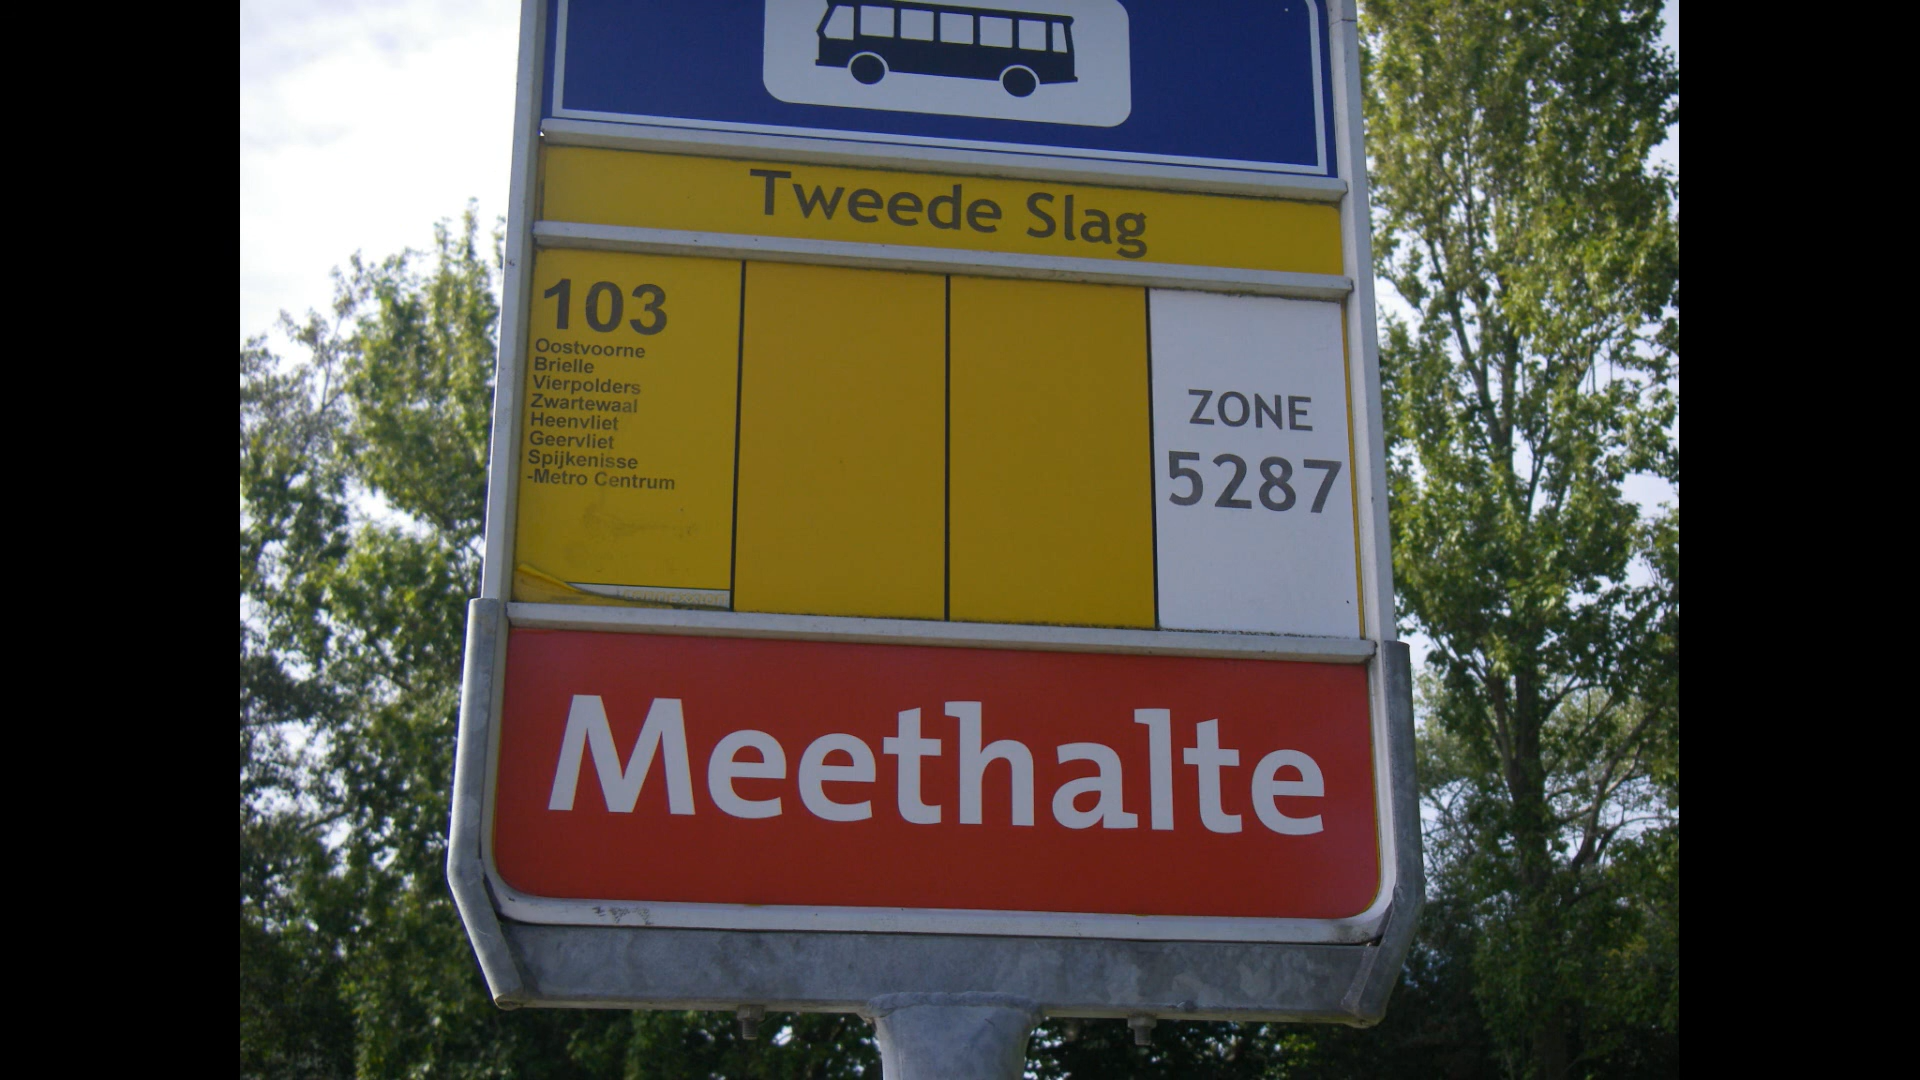 Tweede Slag
103
Oostvoorne
Brielle
Vierpolders
Zwartewaal
Heenvliet
Geervliet
Spijkenisse
-Metro Centrum
ZONE
5287
Meethalte